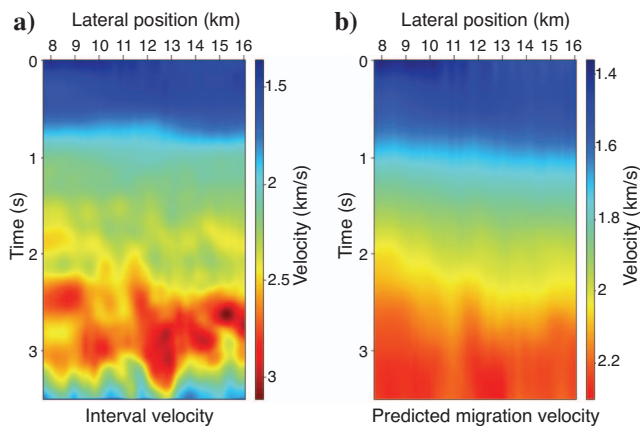 a) Lateral position (km)
8 9 10 11 12 13 14 15 16
0
1
2
3
Time (s)
1.5
2
2.5
3
Velocity (km/s)
Interval velocity
b) Lateral position (km)
8 9 10 11 12 13 14 15 16
0
1
2
3
Time (s)
1.4
1.6
1.8
2
2.2
Velocity (km/s)
Predicted migration velocity